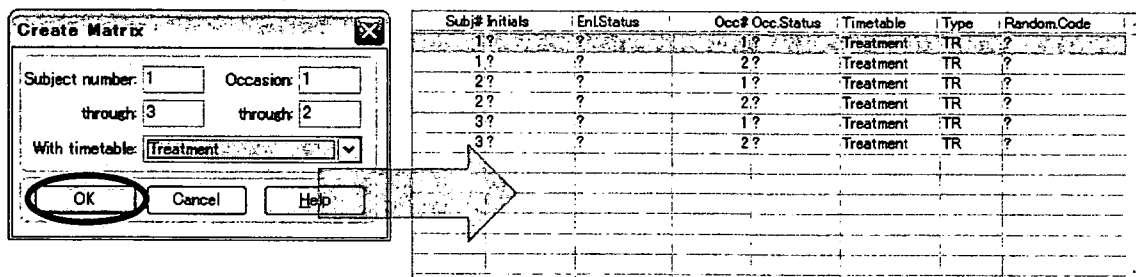 Create Matrix
Subject number: 1 Occasion: 1
through: 3 through: 2
With timetable: Treatment
OK Cancel Help
Subj# Initials Enl.Status Occ# Occ.Status Timetable Type Random.Code
1 ? ? 1 ? Treatment TR ?
1 ? ? 2 ? Treatment TR ?
2 ? ? 1 ? Treatment TR ?
2 ? ? 2 ? Treatment TR ?
3 ? ? 1 ? Treatment TR ?
3 ? ? 2 ? Treatment TR ?